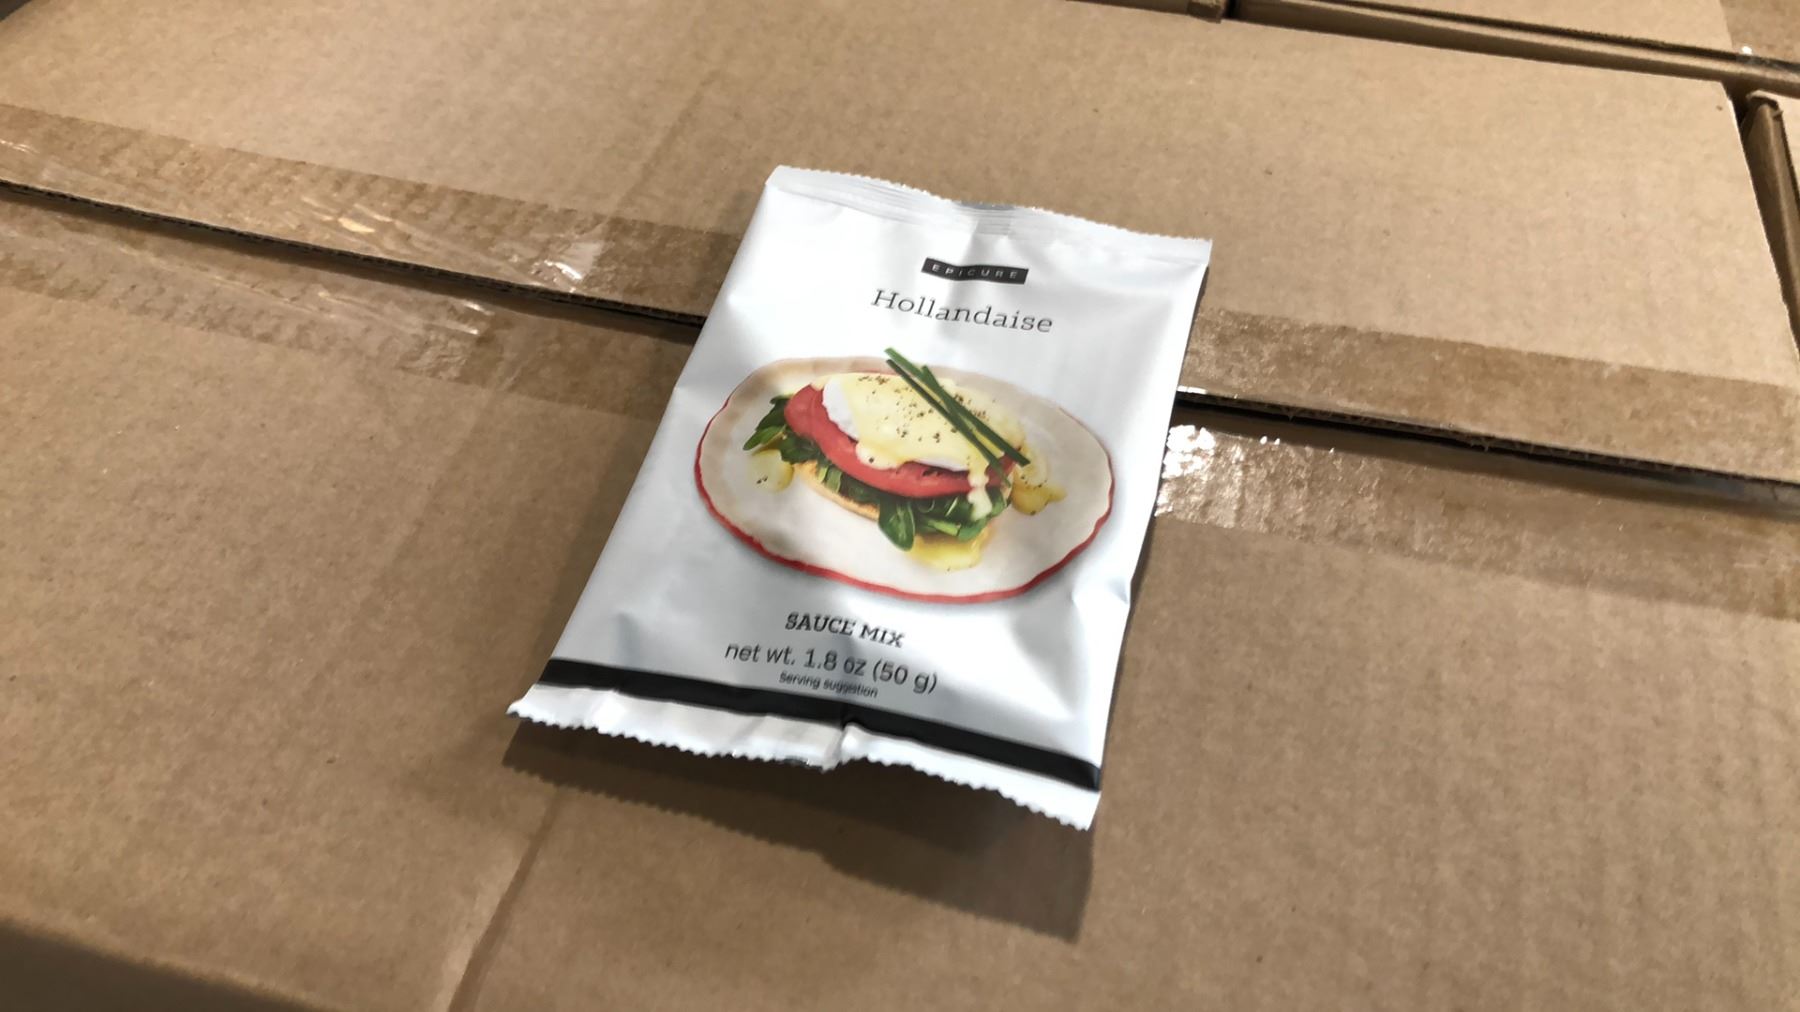 EPICURE
Hollandaise
SAUCE MIX
net wt. 1.8 oz (50 g)
Serving suggestion